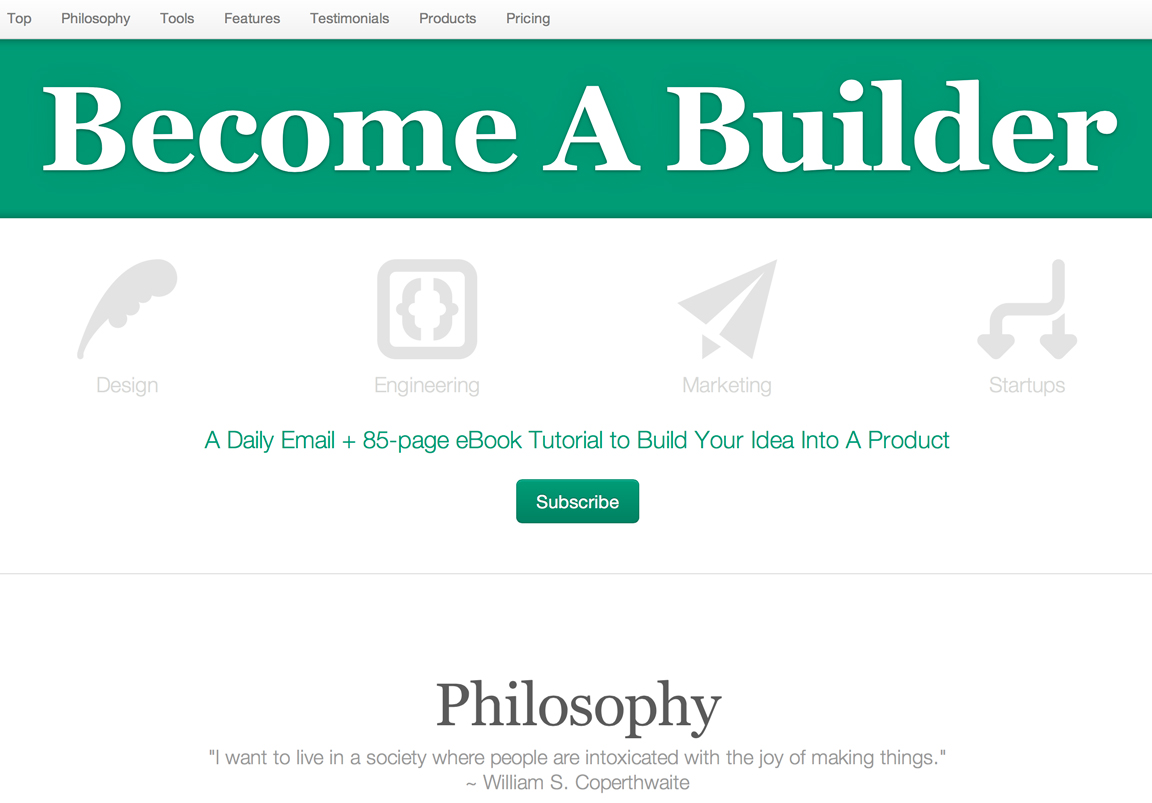 Top Philosophy Tools Features Testimonials Products Pricing
Become A Builder
Design Engineering Marketing Startups
A Daily Email + 85-page eBook Tutorial to Build Your Idea Into A Product
Subscribe
Philosophy
"I want to live in a society where people are intoxicated with the joy of making things."
~ William S. Coperthwaite